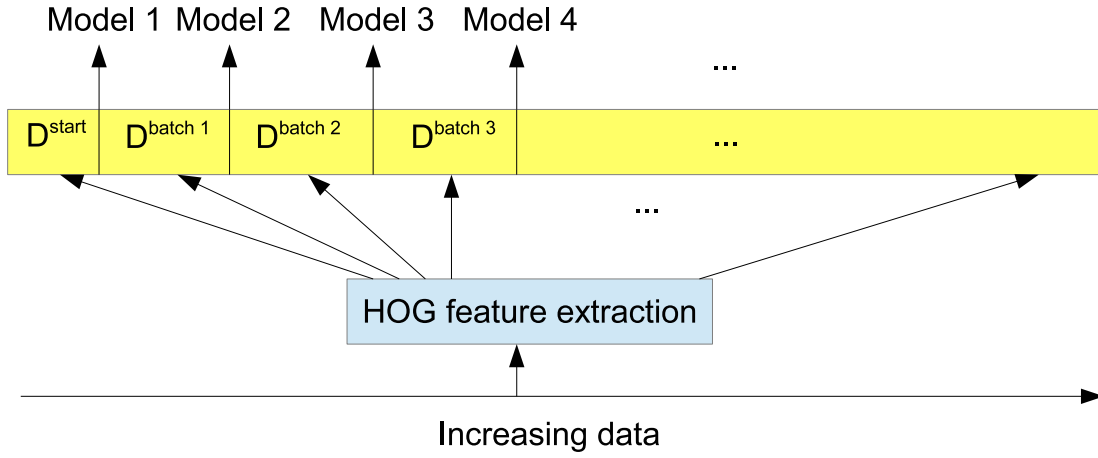 Model 1 Model 2 Model 3 Model 4
...
D^start D^batch 1 D^batch 2 D^batch 3 ...
...
HOG feature extraction
Increasing data